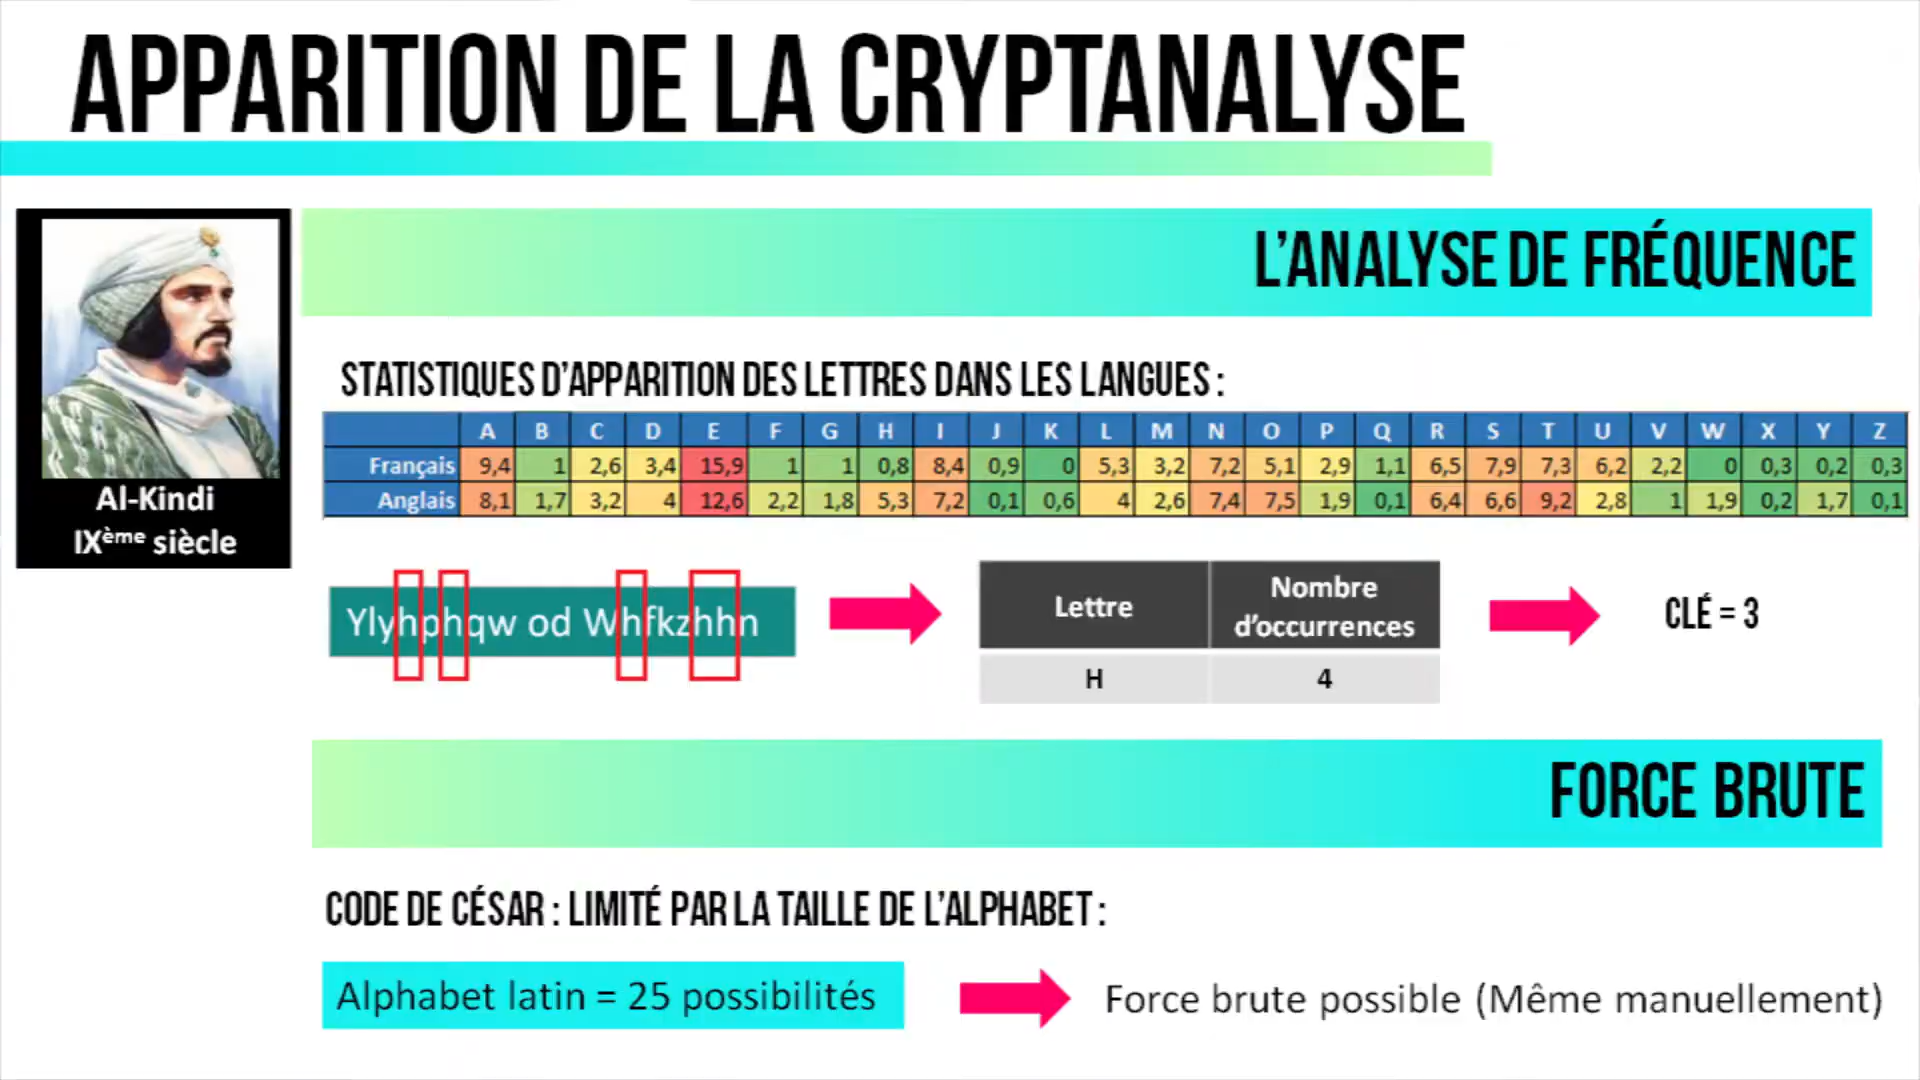 APPARITION DE LA CRYPTANALYSE
L'ANALYSE DE FRÉQUENCE
Al-Kindi
IXème siècle
STATISTIQUES D'APPARITION DES LETTRES DANS LES LANGUES :
A B C D E F G H I J K L M N O P Q R S T U V W X Y Z
Français 9,4 1 2,6 3,4 15,9 1 1 0,8 8,4 0,9 0 5,3 3,2 7,2 5,1 2,9 1,1 6,5 7,9 7,3 6,2 2,2 0 0,3 0,2 0,3
Anglais 8,1 1,7 3,2 4 12,6 2,2 1,8 5,3 7,2 0,1 0,6 4 2,6 7,4 7,5 1,9 0,1 6,4 6,6 9,2 2,8 1 1,9 0,2 1,7 0,1
Ylyhphqw od Whfkzhhn
Lettre
Nombre
d'occurrences
H 4
CLÉ = 3
FORCE BRUTE
CODE DE CÉSAR : LIMITÉ PAR LA TAILLE DE L'ALPHABET :
Alphabet latin = 25 possibilités
Force brute possible (Même manuellement)